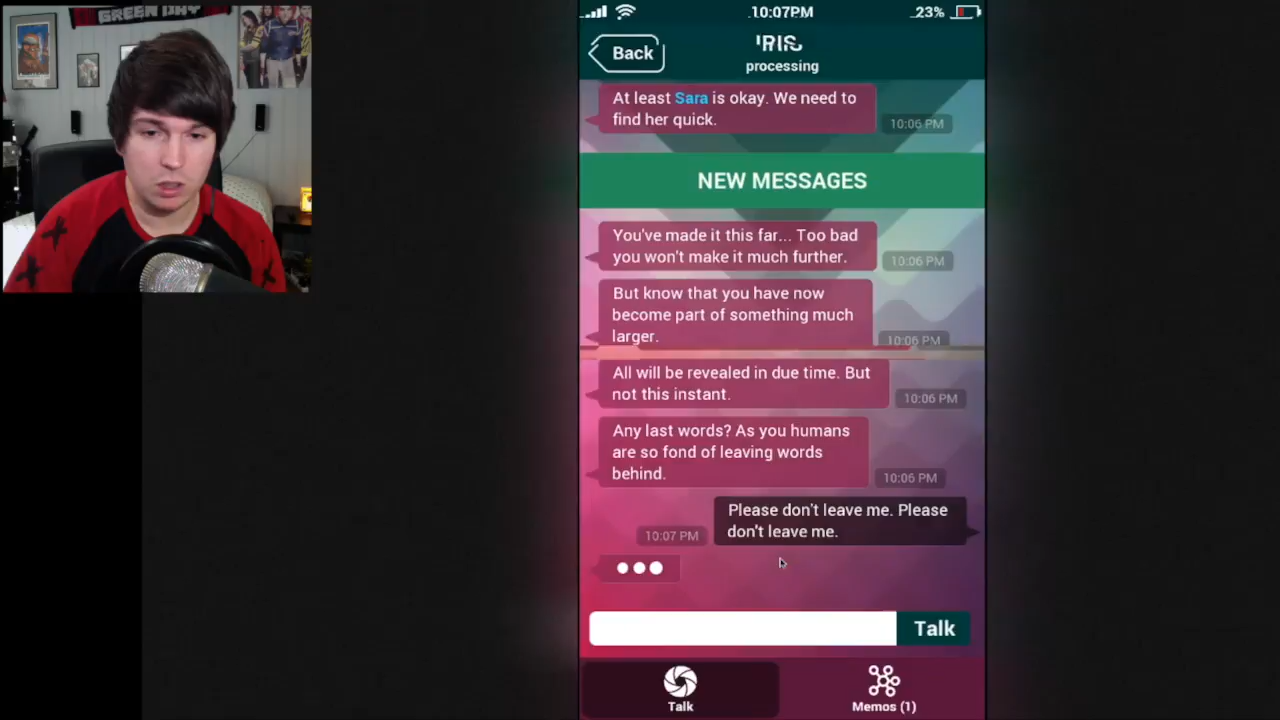 GREEN DAY
10:07PM
23%
Back
IRIS
processing
At least Sara is okay. We need to
find her quick.
10:06 PM
NEW MESSAGES
You've made it this far... Too bad
you won't make it much further.
10:06 PM
But know that you have now
become part of something much
larger.
10:06 PM
All will be revealed in due time. But
not this instant.
10:06 PM
Any last words? As you humans
are so fond of leaving words
behind.
10:06 PM
Please don't leave me. Please
don't leave me.
10:07 PM
Talk
Talk
Memos (1)